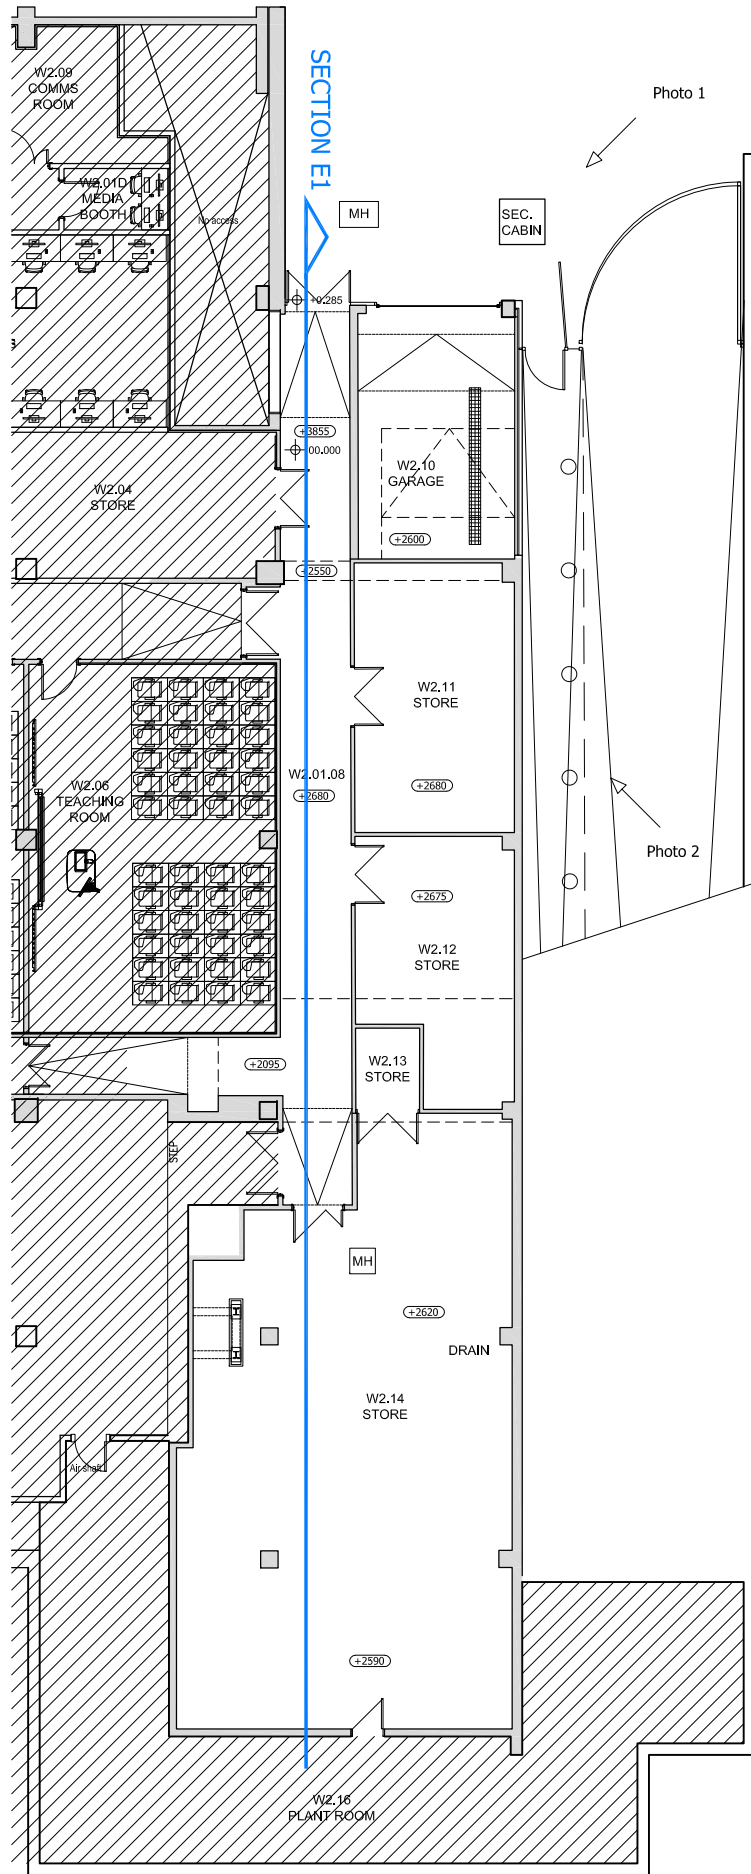 W2.09
COMMS
ROOM
SECTION E1
Photo 1
W2.01D
MEDIA
BOOTH
No access
MH
SEC.
CABIN
+0.285
+3855
00.000
W2.10
GARAGE
W2.04
STORE
+2600
+2550
W2.11
STORE
W2.01.08
+2680
+2680
W2.06
TEACHING
ROOM
Photo 2
+2675
W2.12
STORE
+2095
W2.13
STORE
STEP
MH
+2620
DRAIN
W2.14
STORE
Air shaft
+2590
W2.16
PLANT ROOM